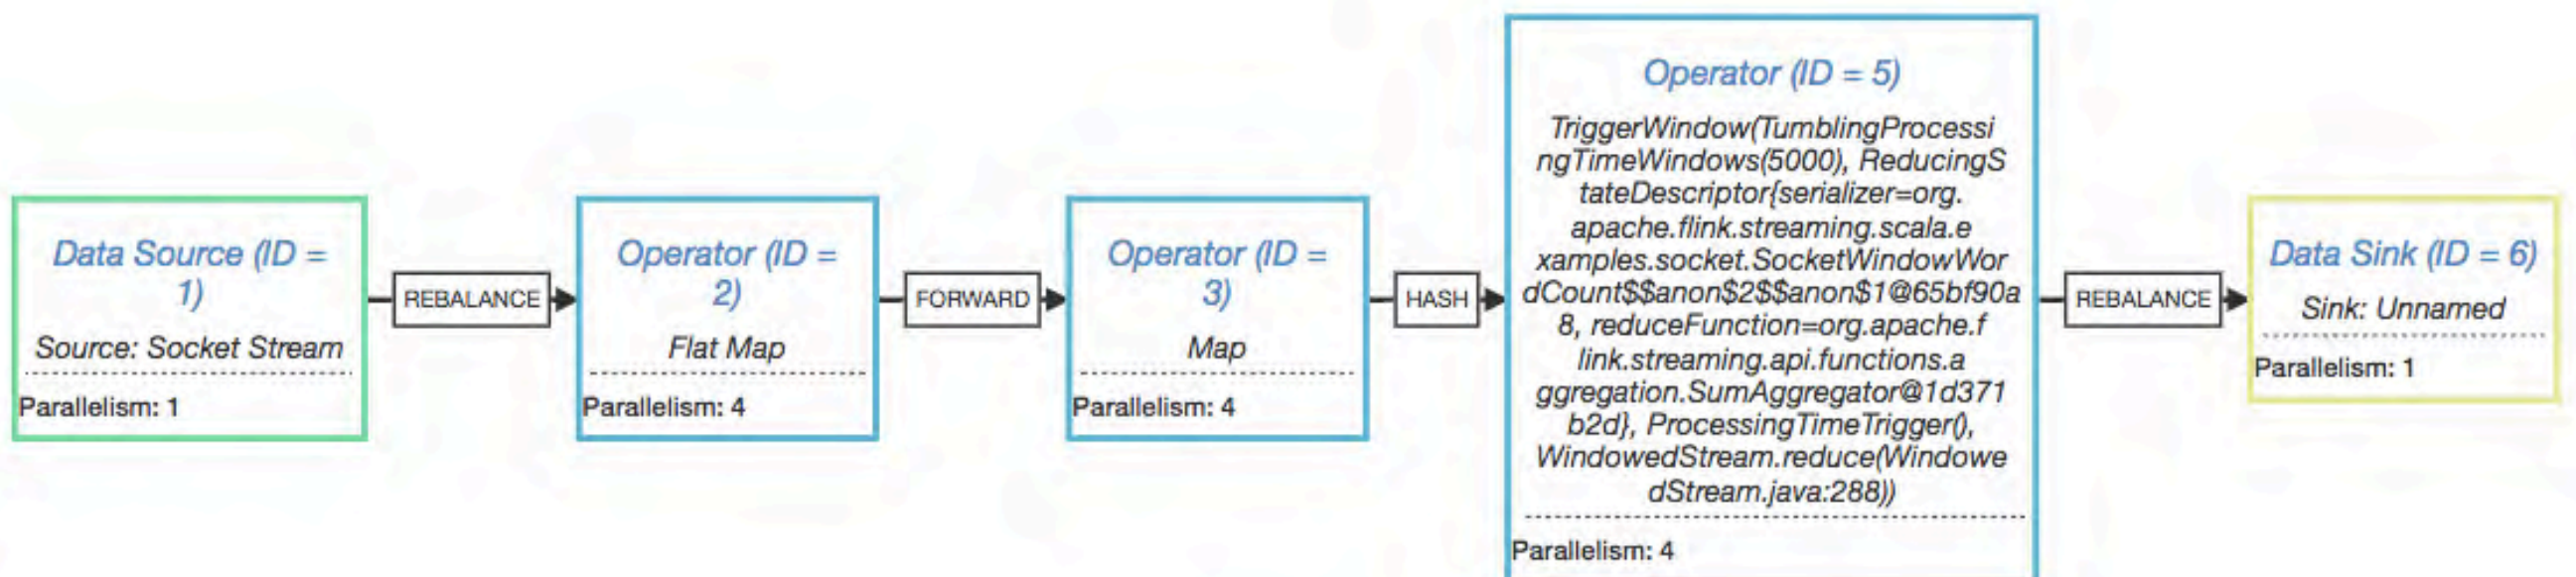 Data Source (ID =
1)
Source: Socket Stream
Parallelism: 1
REBALANCE
Operator (ID =
2)
Flat Map
Parallelism: 4
FORWARD
Operator (ID =
3)
Map
Parallelism: 4
HASH
Operator (ID = 5)
TriggerWindow(TumblingProcessi
ngTimeWindows(5000), ReducingS
tateDescriptor{serializer=org.
apache.flink.streaming.scala.e
xamples.socket.SocketWindowWor
dCount$$anon$2$$anon$1@65bf90a
8, reduceFunction=org.apache.f
link.streaming.api.functions.a
ggregation.SumAggregator@1d371
b2d}, ProcessingTimeTrigger(),
WindowedStream.reduce(Windowe
dStream.java:288))
Parallelism: 4
REBALANCE
Data Sink (ID = 6)
Sink: Unnamed
Parallelism: 1